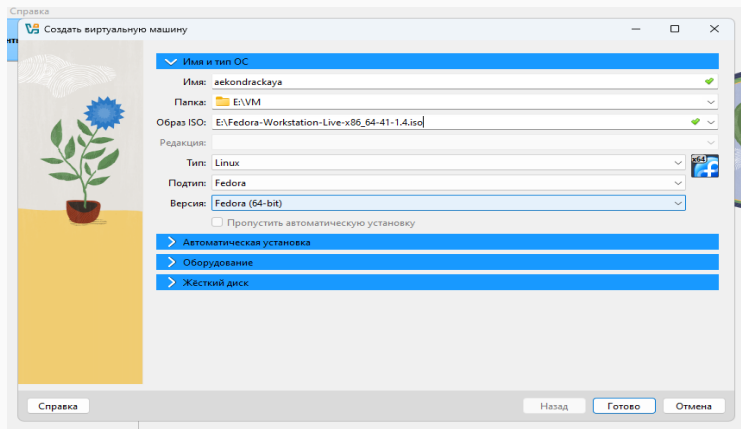 Справка
Создать виртуальную машину
Имя и тип ОС
Имя: aekondrackaya
Папка: E:\VM
Образ ISO: E:\Fedora-Workstation-Live-x86_64-41-1.4.iso
Редакция:
Тип: Linux
x64
Подтип: Fedora
Версия: Fedora (64-bit)
Пропустить автоматическую установку
Автоматическая установка
Оборудование
Жёсткий диск
Справка Назад Готово Отмена